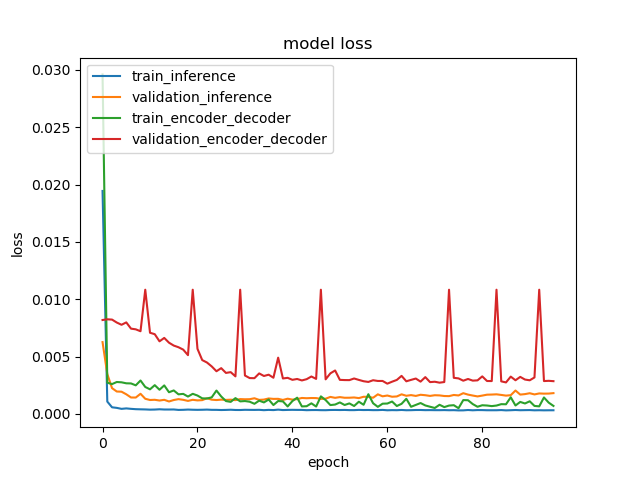 model loss
train_inference
validation_inference
train_encoder_decoder
validation_encoder_decoder
0.030
0.025
0.020
0.015
0.010
0.005
0.000
loss
0 20 40 60 80
epoch